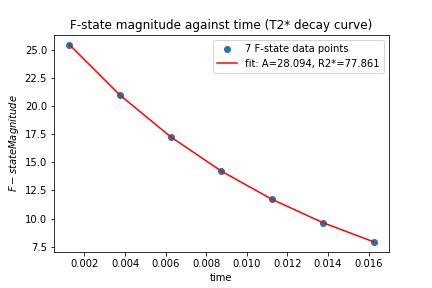 F-state magnitude against time (T2* decay curve)
7 F-state data points
fit: A=28.094, R2*=77.861
25.0
22.5
20.0
17.5
15.0
12.5
10.0
7.5
F − stateMagnitude
0.002 0.004 0.006 0.008 0.010 0.012 0.014 0.016
time